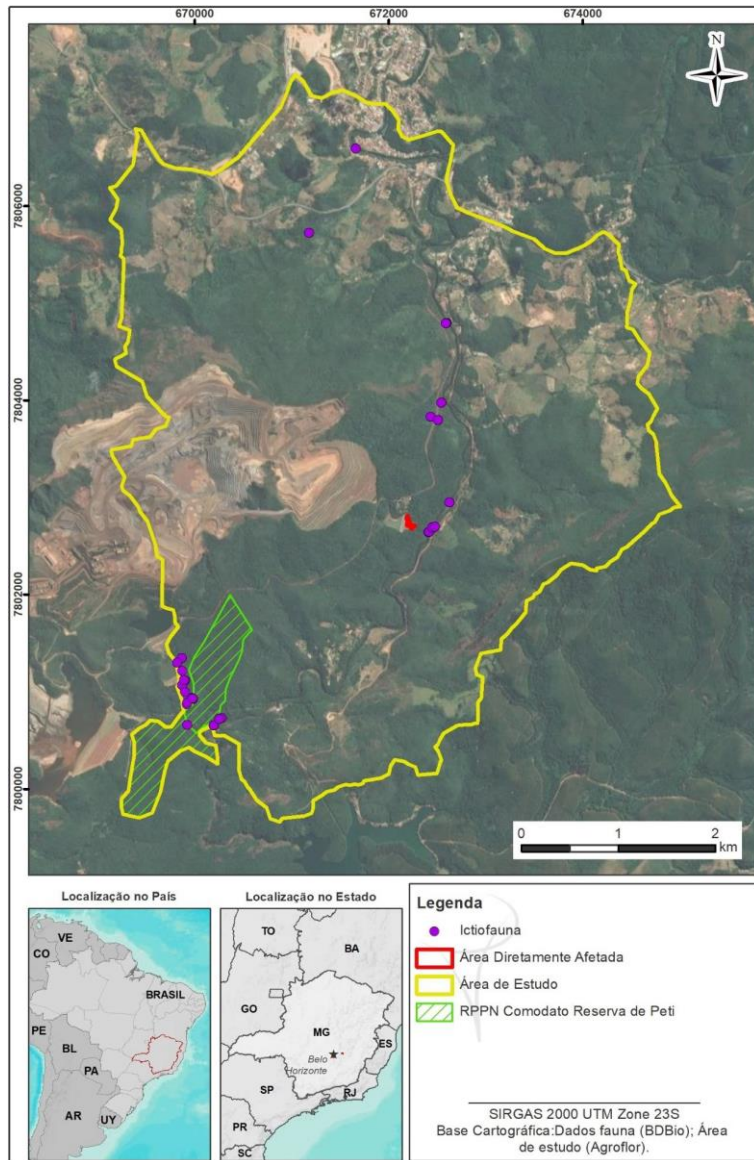 670000
672000
674000
N
7806000
7804000
7802000
7800000
0
1
2
km
Localização no País
VE
CO
BRASIL
PE
BL
PA
AR
UY
Localização no Estado
TO
BA
GO
MG
ES
Belo
Horizonte
SP
RJ
PR
SC
Legenda
Ictiofauna
Área Diretamente Afetada
Área de Estudo
RPPN Comodato Reserva de Peti
SIRGAS 2000 UTM Zone 23S
Base Cartográfica:Dados fauna (BDBio); Área
de estudo (Agroflor).